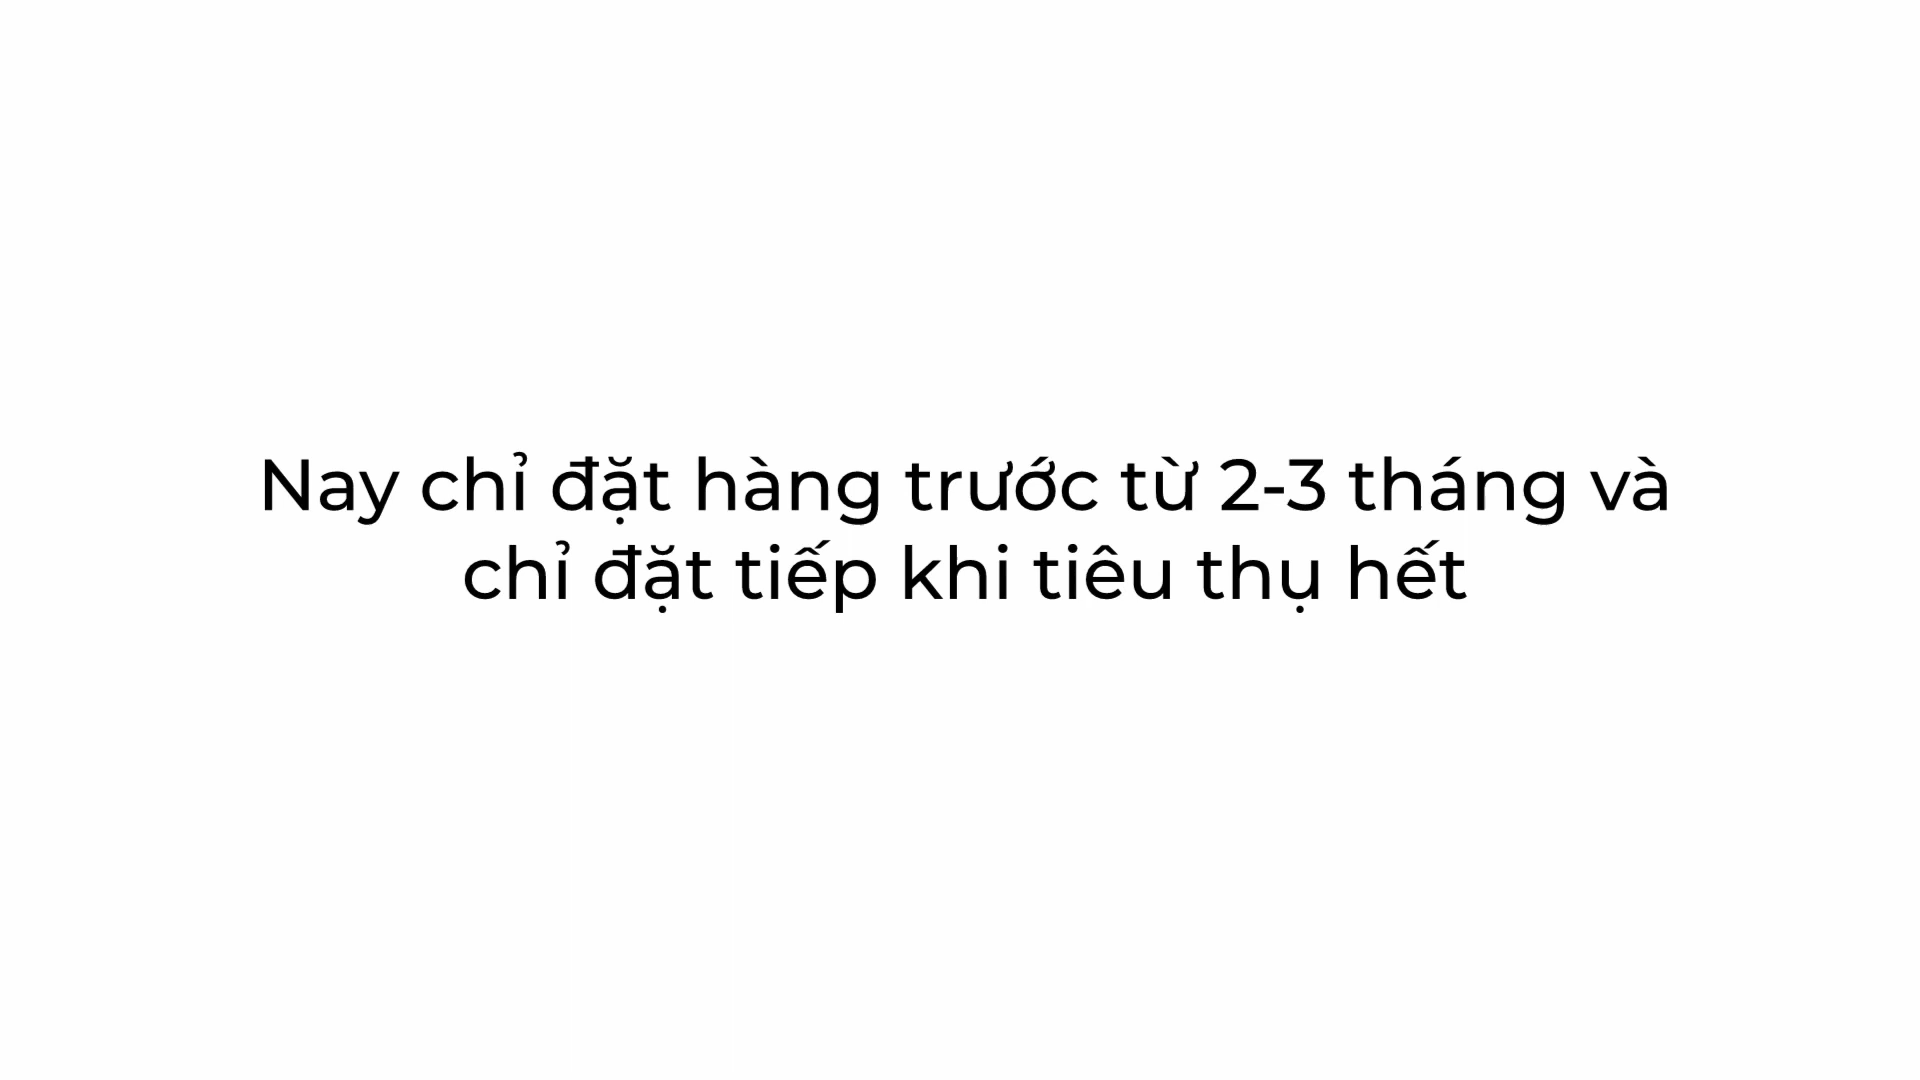 Nay chỉ đặt hàng trước từ 2-3 tháng và
chỉ đặt tiếp khi tiêu thụ hết